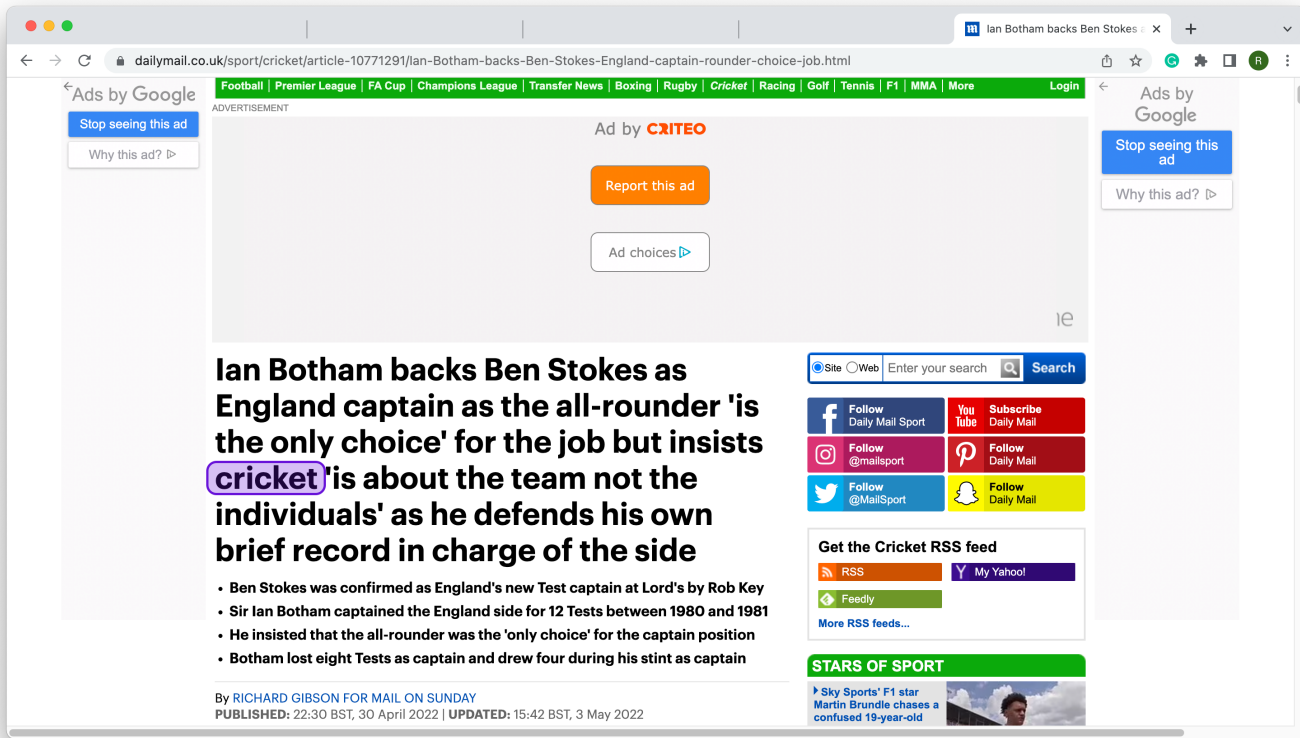 Ian Botham backs Ben Stokes a
dailymail.co.uk/sport/cricket/article-10771291/Ian-Botham-backs-Ben-Stokes-England-captain-rounder-choice-job.html
R
Football | Premier League | FA Cup | Champions League | Transfer News | Boxing | Rugby | Cricket | Racing | Golf | Tennis | F1 | MMA | More
Login
Ads by Google
Stop seeing this ad
Why this ad?
ADVERTISEMENT
Ad by CRITEO
Report this ad
Ad choices
Ads by
Google
Stop seeing this
ad
Why this ad?
Ian Botham backs Ben Stokes as
England captain as the all-rounder 'is
the only choice' for the job but insists
cricket 'is about the team not the
individuals' as he defends his own
brief record in charge of the side
• Ben Stokes was confirmed as England's new Test captain at Lord's by Rob Key
• Sir Ian Botham captained the England side for 12 Tests between 1980 and 1981
• He insisted that the all-rounder was the 'only choice' for the captain position
• Botham lost eight Tests as captain and drew four during his stint as captain
By RICHARD GIBSON FOR MAIL ON SUNDAY
PUBLISHED: 22:30 BST, 30 April 2022 | UPDATED: 15:42 BST, 3 May 2022
Site Web Enter your search Search
Follow
Daily Mail Sport
You
Tube
Subscribe
Daily Mail
Follow
@mailsport
Follow
Daily Mail
Follow
@MailSport
Follow
Daily Mail
Get the Cricket RSS feed
RSS
My Yahoo!
Feedly
More RSS feeds...
STARS OF SPORT
Sky Sports' F1 star
Martin Brundle chases a
confused 19-year-old